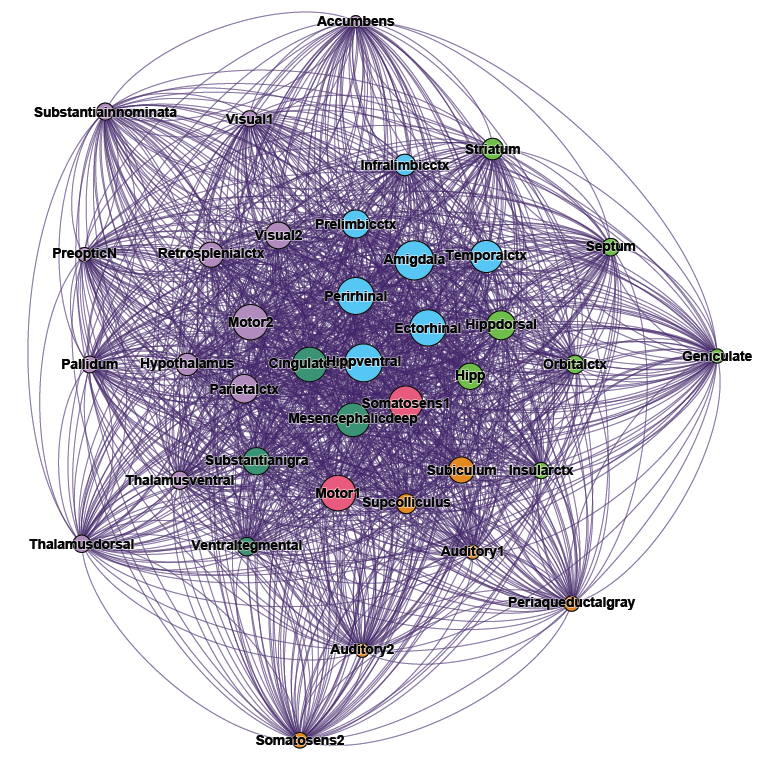 Accumbens
Substantiainnominata
Visual1
Striatum
Infralimbicctx
Prelimbicctx
Visual2
Septum
PreopticN
Retrosplenialctx
Amigdala
Temporalctx
Perirhinal
Motor2
Ectorhinal
Hippdorsal
Geniculate
Pallidum
Hypothalamus
Cingulate
Hippventral
Orbitalctx
Hipp
Parietalctx
Somatosens1
Mesencephalicdeep
Substantianigra
Subiculum
Insularctx
Thalamusventral
Motor1
Supcolliculus
Thalamusdorsal
Ventraltegmental
Auditory1
Periaqueductalgray
Auditory2
Somatosens2